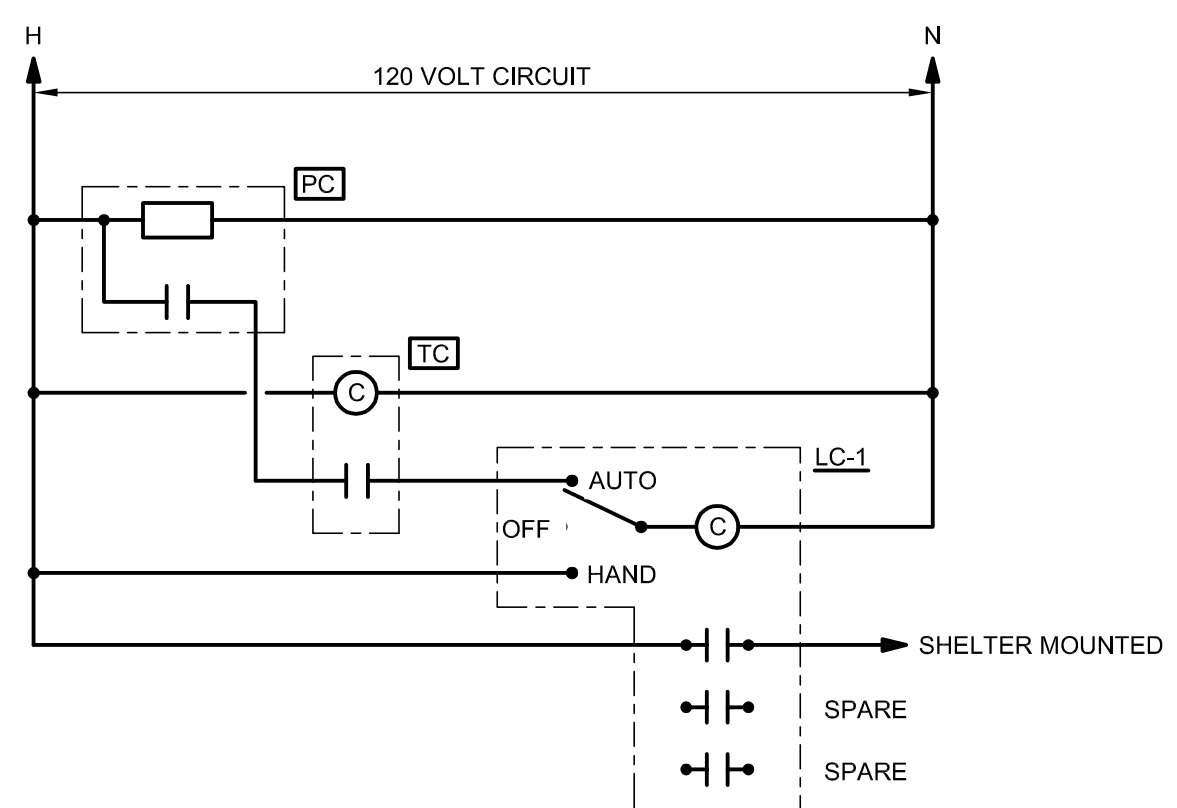 H
N
120 VOLT CIRCUIT
PC
TC
C
LC-1
AUTO
OFF
C
HAND
SHELTER MOUNTED
SPARE
SPARE